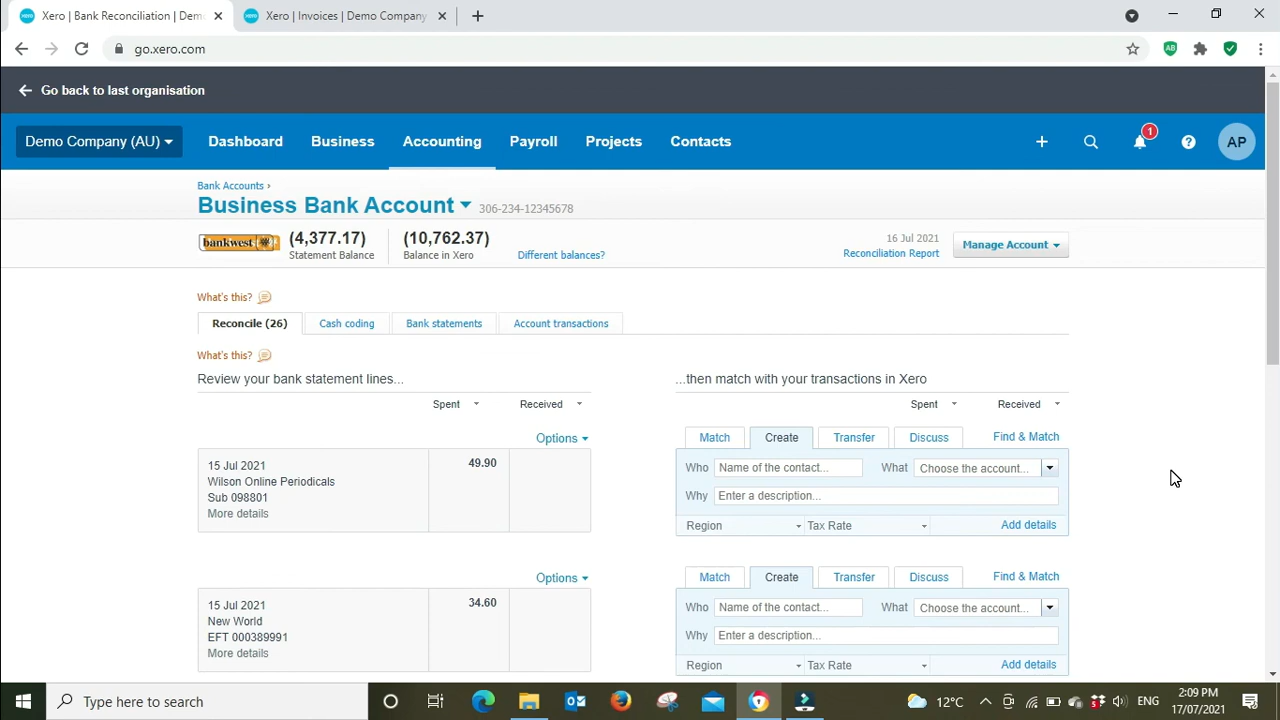 Xero | Bank Reconciliation | Dem
Xero | Invoices | Demo Company
go.xero.com
Go back to last organisation
Demo Company (AU)
Dashboard
Business
Accounting
Payroll
Projects
Contacts
1
AP
Bank Accounts ›
Business Bank Account
306-234-12345678
bankwest
(4,377.17)
Statement Balance
(10,762.37)
Balance in Xero
Different balances?
16 Jul 2021
Reconciliation Report
Manage Account
What's this?
Reconcile (26)
Cash coding
Bank statements
Account transactions
What's this?
Review your bank statement lines...
...then match with your transactions in Xero
Spent
Received
Spent
Received
Options
Match
Create
Transfer
Discuss
Find & Match
15 Jul 2021
Wilson Online Periodicals
Sub 098801
More details
49.90
Who
Name of the contact...
What
Choose the account...
Why
Enter a description...
Region
Tax Rate
Add details
Options
Match
Create
Transfer
Discuss
Find & Match
15 Jul 2021
New World
EFT 000389991
More details
34.60
Who
Name of the contact...
What
Choose the account...
Why
Enter a description...
Region
Tax Rate
Add details
Type here to search
12°C
ENG
2:09 PM
17/07/2021